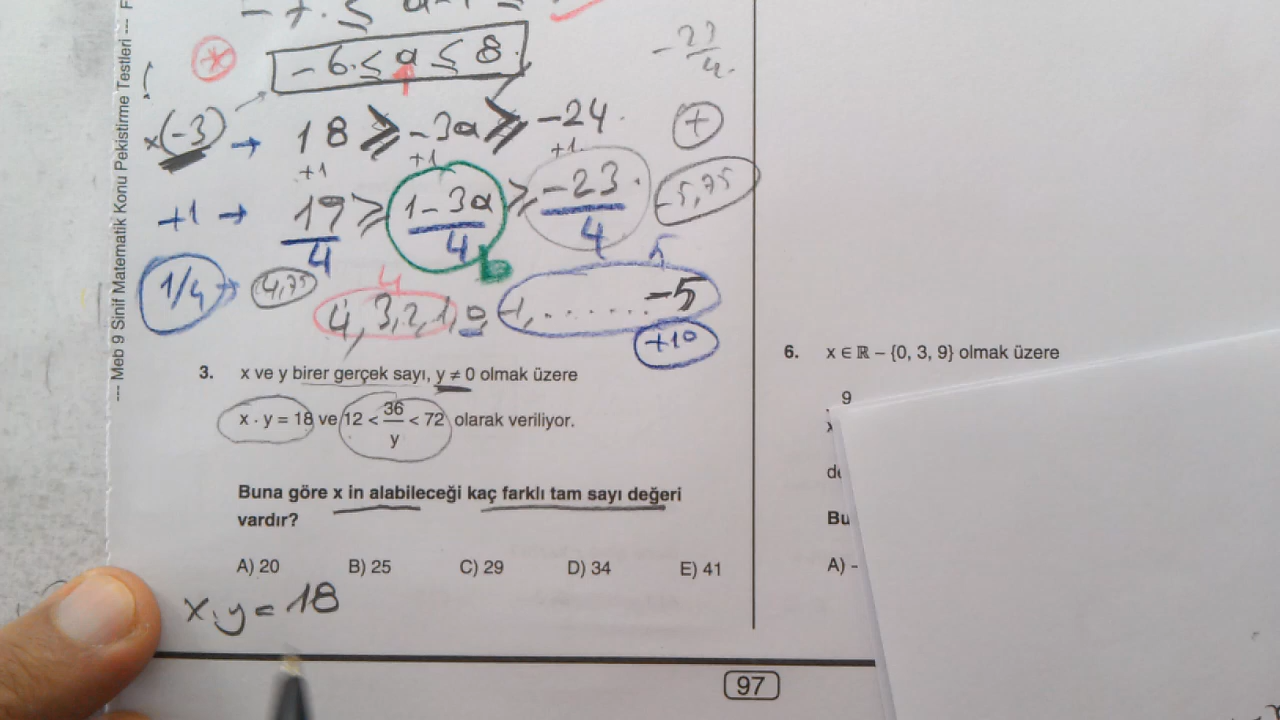 -6 ≤ a ≤ 8
-23/4
x(-3) → 18 ≥ -3a ≥ -24 +
+1 +1 +1
+1 → 19/4 ≥ 1-3a/4 ≥ -23/4 -5,75
b 5
1/4 → 4,75 4
4, 3, 2, 1, 0, -1, ....... -5
+10
--- Meb 9 Sinif Matematik Konu Pekistirme Testleri ---
3. x ve y birer gerçek sayı, y ≠ 0 olmak üzere
x · y = 18 ve 12 < 36/y < 72 olarak veriliyor.
Buna göre x in alabileceği kaç farklı tam sayı değeri
vardır?
A) 20 B) 25 C) 29 D) 34 E) 41
x.y = 18
97
6. x ∈ ℝ – {0, 3, 9} olmak üzere
9
Bu
A) -